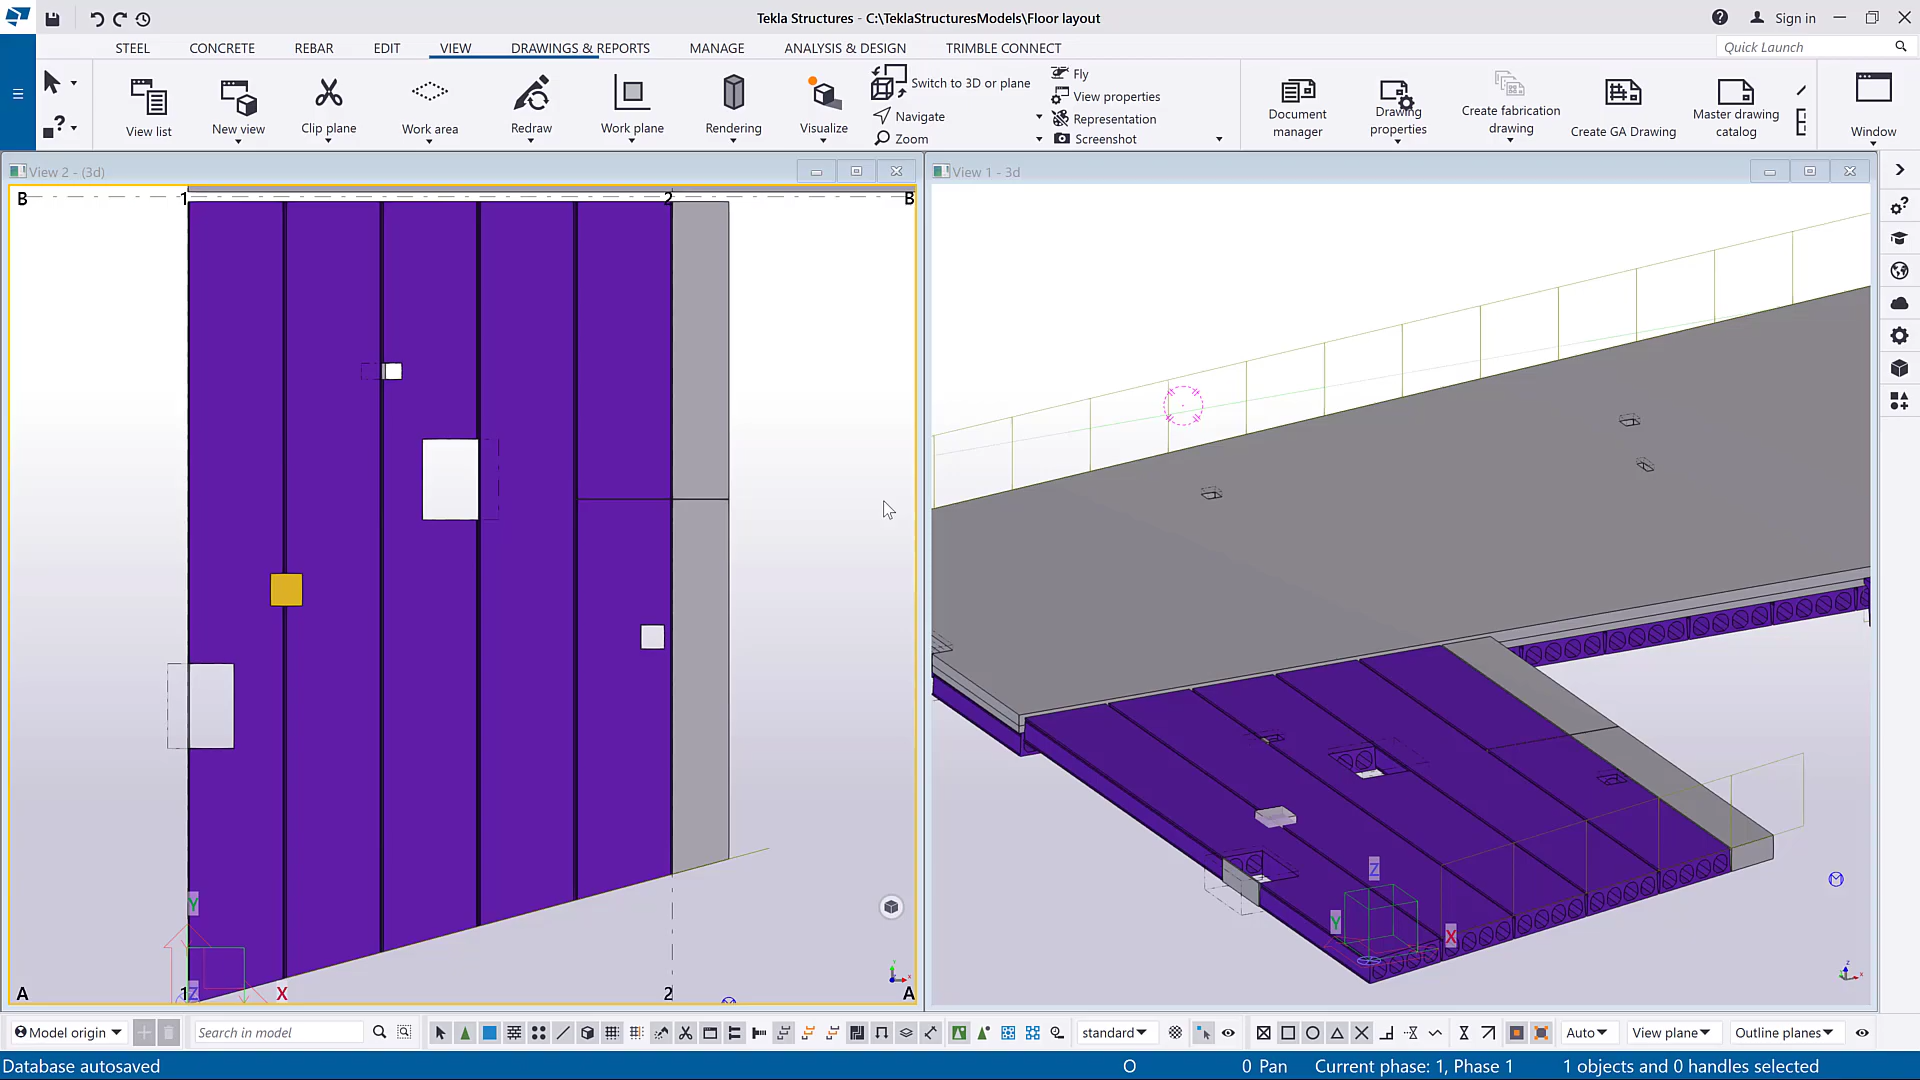 Tekla Structures - C:\TeklaStructuresModels\Floor layout
Sign in
STEEL CONCRETE REBAR EDIT VIEW DRAWINGS & REPORTS MANAGE ANALYSIS & DESIGN TRIMBLE CONNECT
Quick Launch
View list
New view
Clip plane
Work area
Redraw
Work plane
Rendering
Visualize
Switch to 3D or plane
Navigate
Zoom
Fly
View properties
Representation
Screenshot
Document manager
Drawing properties
Create fabrication drawing
Create GA Drawing
Master drawing catalog
Window
View 2 - (3d)
View 1 - 3d
B 1 2 B
Y
A 1 Z X 2 A
Z
Y
X
Model origin
Search in model
standard
Auto
View plane
Outline planes
Database autosaved
O
0 Pan
Current phase: 1, Phase 1
1 objects and 0 handles selected